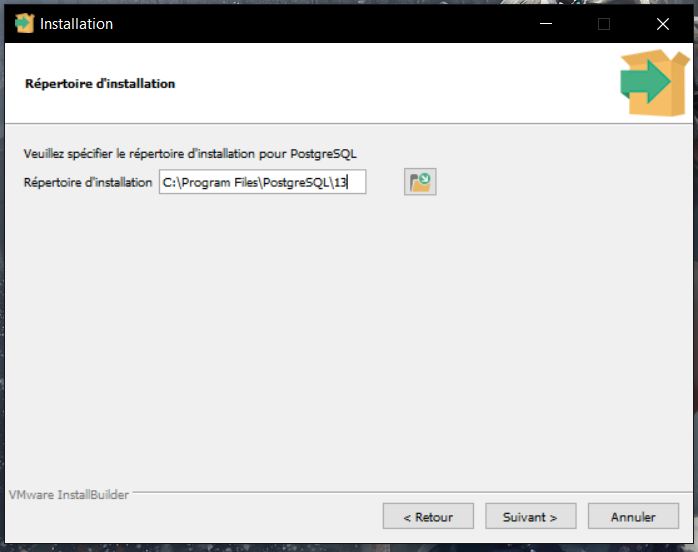 Installation
Répertoire d'installation
Veuillez spécifier le répertoire d'installation pour PostgreSQL
Répertoire d'installation C:\Program Files\PostgreSQL\13
VMware InstallBuilder
< Retour Suivant > Annuler